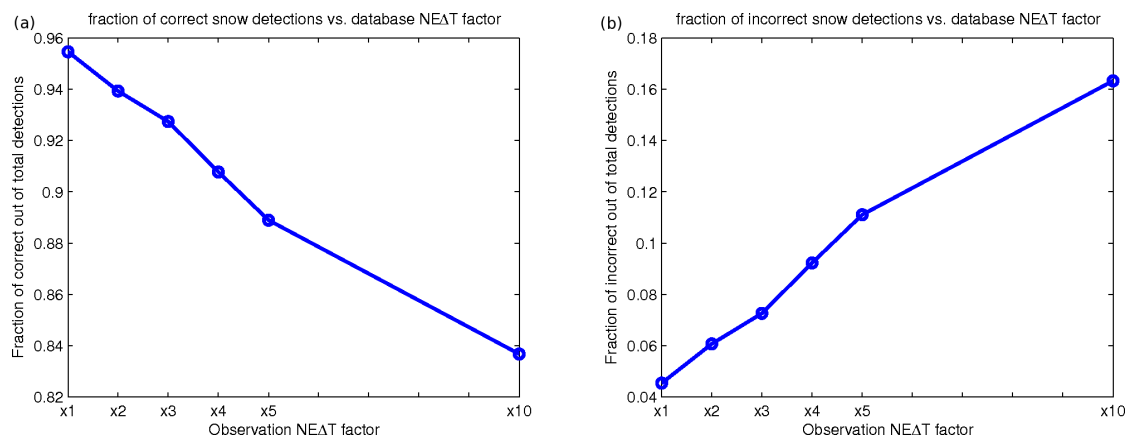 (a)
fraction of correct snow detections vs. database NEΔT factor
Fraction of correct out of total detections
0.96
0.94
0.92
0.9
0.88
0.86
0.84
0.82
x1 x2 x3 x4 x5 x10
Observation NEΔT factor
(b)
fraction of incorrect snow detections vs. database NEΔT factor
Fraction of incorrect out of total detections
0.18
0.16
0.14
0.12
0.1
0.08
0.06
0.04
x1 x2 x3 x4 x5 x10
Observation NEΔT factor